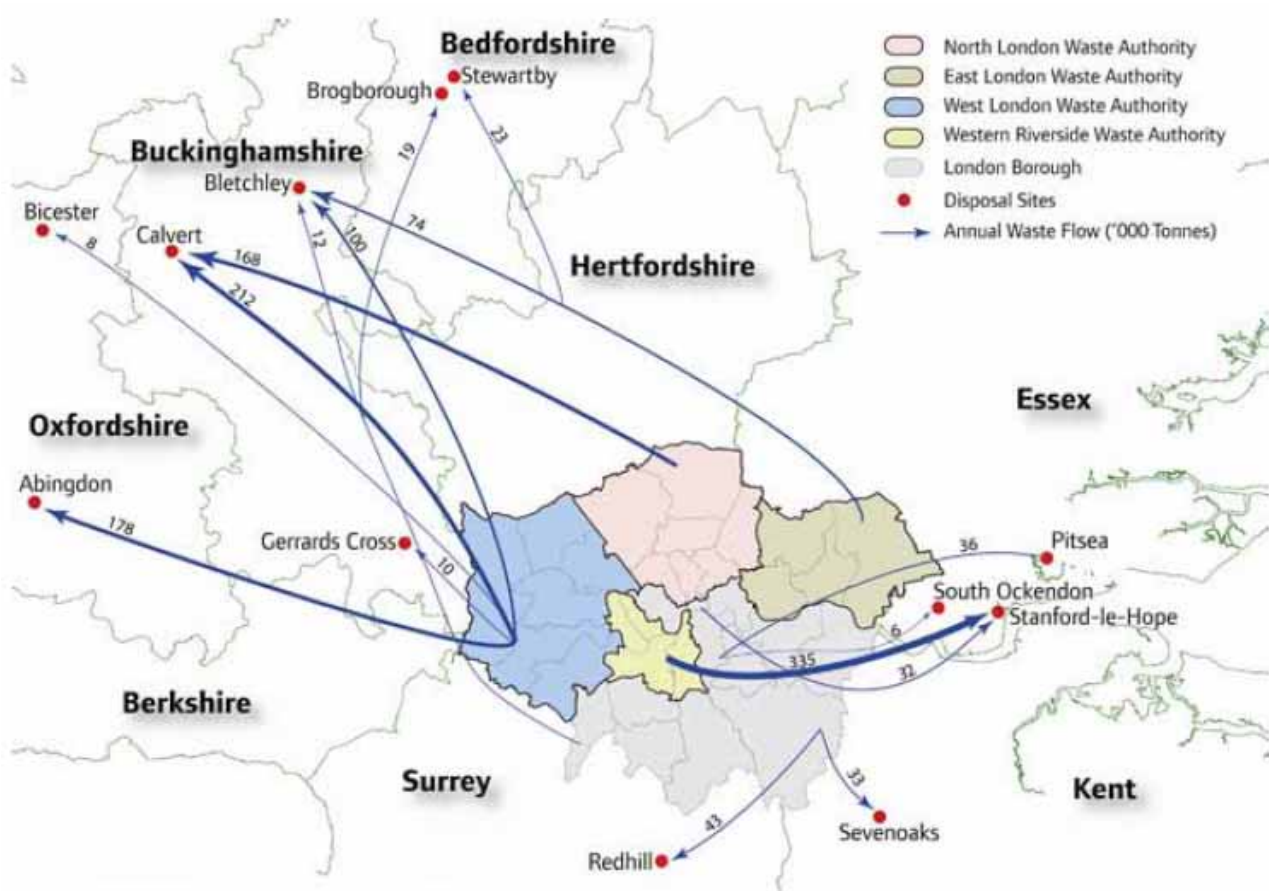 Bedfordshire
Stewartby
Brogborough
Buckinghamshire
Bletchley
Bicester
Calvert
Hertfordshire
Oxfordshire
Abingdon
Gerrards Cross
Essex
Pitsea
South Ockendon
Stanford-le-Hope
Berkshire
Surrey
Kent
Sevenoaks
Redhill
19
23
12
100
74
8
168
212
178
10
36
6
335
32
33
43
North London Waste Authority
East London Waste Authority
West London Waste Authority
Western Riverside Waste Authority
London Borough
Disposal Sites
Annual Waste Flow ('000 Tonnes)